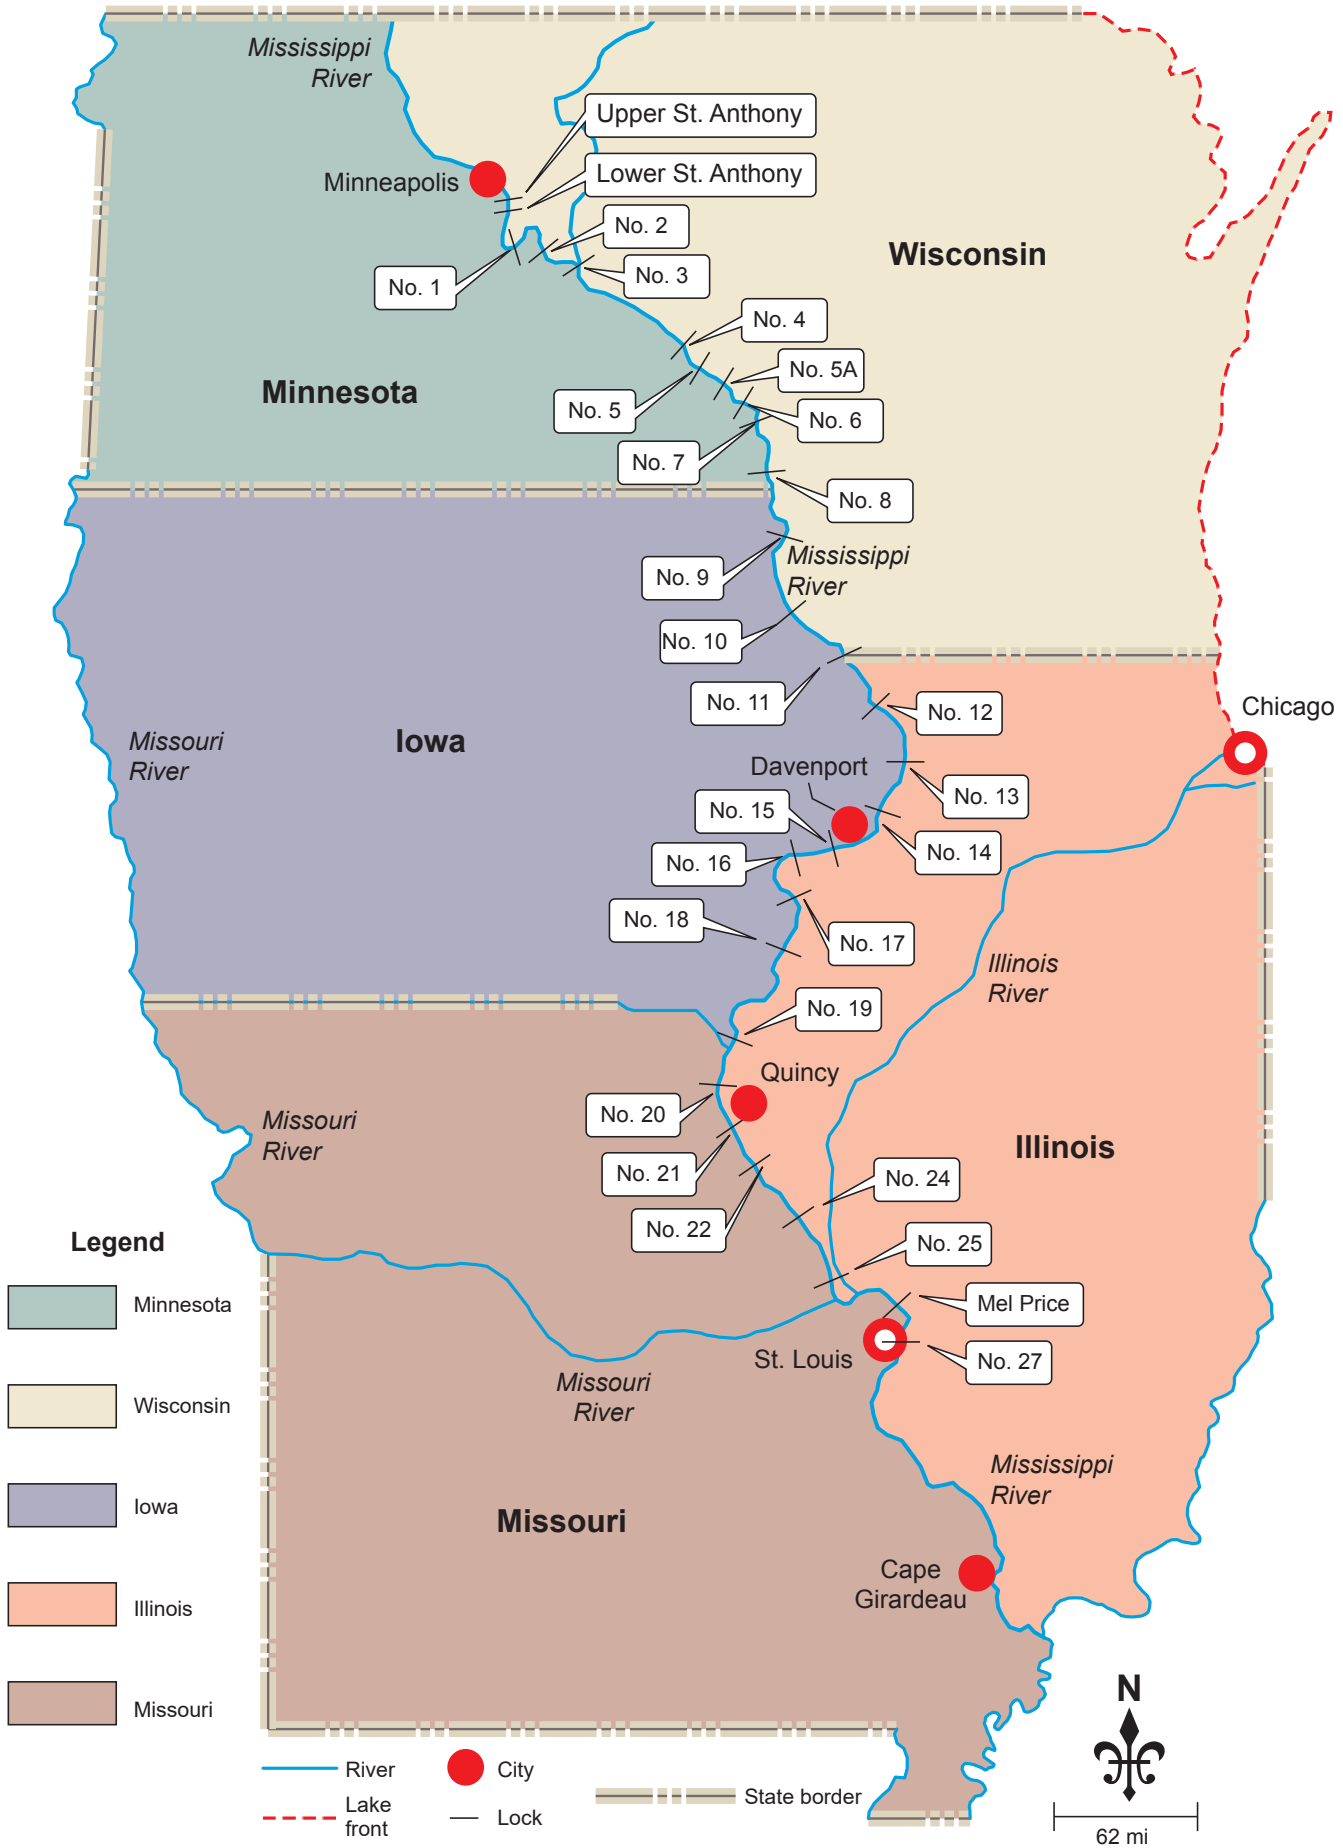 Mississippi
River
Upper St. Anthony
Lower St. Anthony
Minneapolis
No. 2
Wisconsin
No. 3
No. 1
No. 4
No. 5A
Minnesota
No. 5
No. 6
No. 7
No. 8
Mississippi
River
No. 9
No. 10
No. 11
No. 12
Chicago
Missouri
River
Iowa
Davenport
No. 13
No. 15
No. 14
No. 16
No. 18
No. 17
Illinois
River
No. 19
Quincy
No. 20
Missouri
River
Illinois
No. 21
No. 24
No. 22
No. 25
Legend
Minnesota
Mel Price
St. Louis
No. 27
Missouri
River
Wisconsin
Mississippi
River
Iowa
Missouri
Cape
Girardeau
Illinois
N
Missouri
River
City
State border
Lake
front
Lock
62 mi